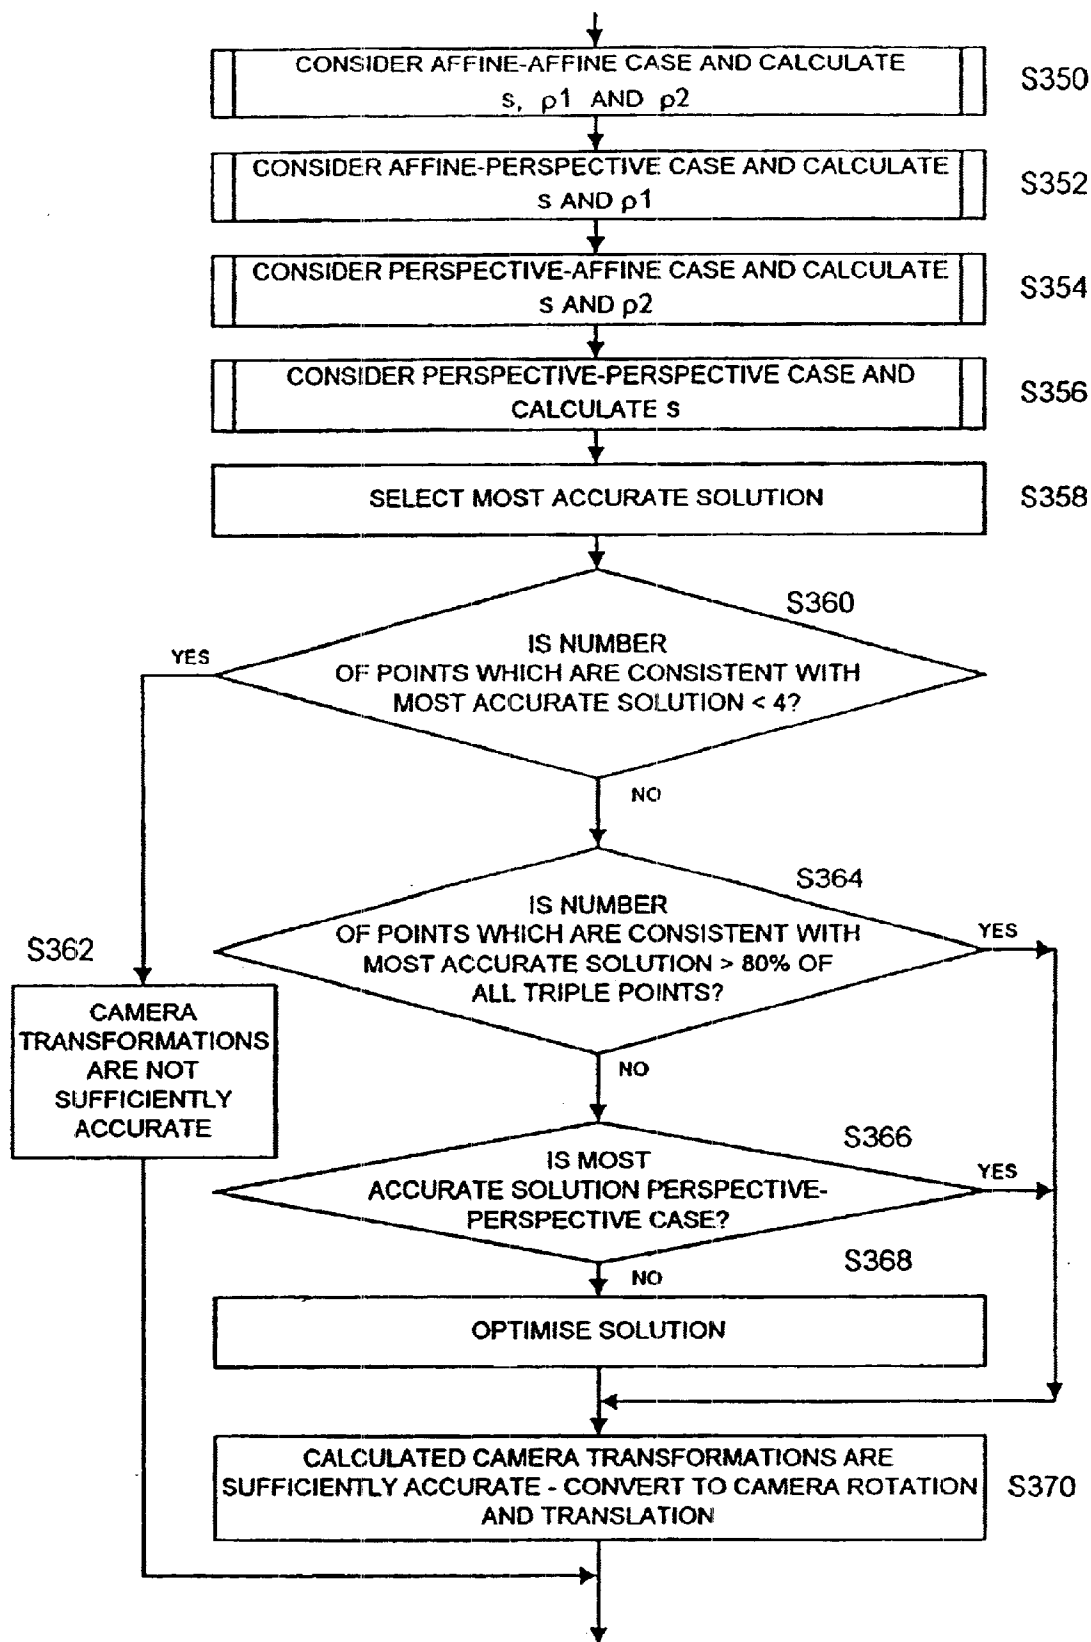 CONSIDER AFFINE-AFFINE CASE AND CALCULATE
s, ρ1 AND ρ2
S350
CONSIDER AFFINE-PERSPECTIVE CASE AND CALCULATE
s AND ρ1
S352
CONSIDER PERSPECTIVE-AFFINE CASE AND CALCULATE
s AND ρ2
S354
CONSIDER PERSPECTIVE-PERSPECTIVE CASE AND
CALCULATE s
S356
SELECT MOST ACCURATE SOLUTION
S358
S360
IS NUMBER
OF POINTS WHICH ARE CONSISTENT WITH
MOST ACCURATE SOLUTION < 4?
YES
NO
S364
IS NUMBER
OF POINTS WHICH ARE CONSISTENT WITH
MOST ACCURATE SOLUTION > 80% OF
ALL TRIPLE POINTS?
YES
NO
S362
CAMERA
TRANSFORMATIONS
ARE NOT
SUFFICIENTLY
ACCURATE
S366
IS MOST
ACCURATE SOLUTION PERSPECTIVE-
PERSPECTIVE CASE?
YES
NO
S368
OPTIMISE SOLUTION
CALCULATED CAMERA TRANSFORMATIONS ARE
SUFFICIENTLY ACCURATE - CONVERT TO CAMERA ROTATION
AND TRANSLATION
S370